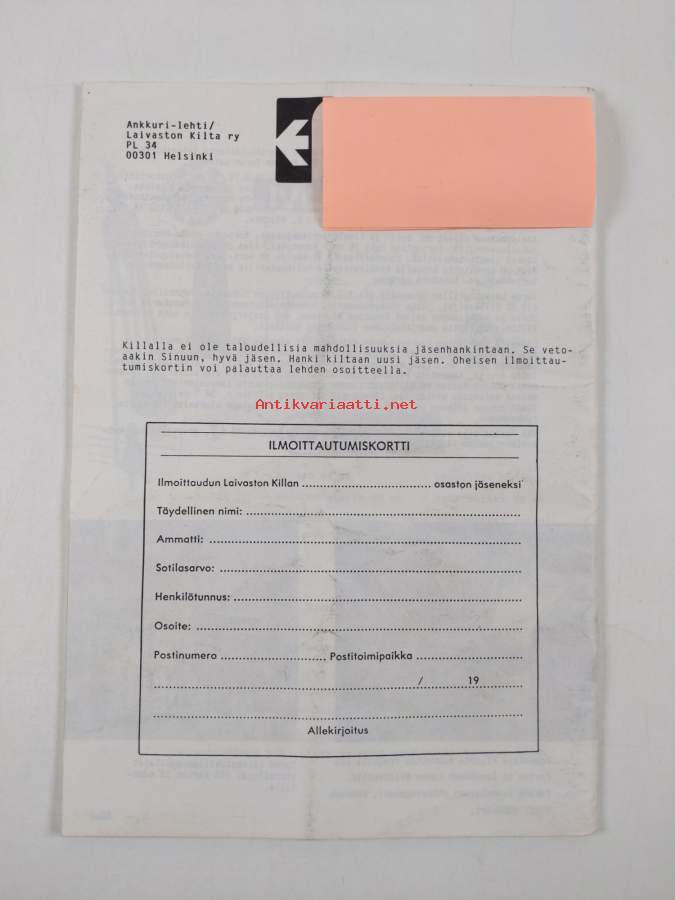 Ankkuri-lehti/
Laivaston Kilta ry
PL 34
00301 Helsinki
Killalla ei ole taloudellisia mahdollisuuksia jäsenhankintaan. Se veto-
aakin Sinuun, hyvä jäsen. Hanki kiltaan uusi jäsen. Oheisen ilmoittau-
tumiskortin voi palauttaa lehden osoitteella.
Antikvariaatti.net
ILMOITTAUTUMISKORTTI
Ilmoittaudun Laivaston Killan ................................ osaston jäseneksi
Täydellinen nimi: ................................
Ammatti: ................................
Sotilasarvo: ................................
Henkilötunnus: ................................
Osoite: ................................
Postinumero ................................ Postitoimipaikka ................................
................................ / ............ 19 ............
................................
Allekirjoitus